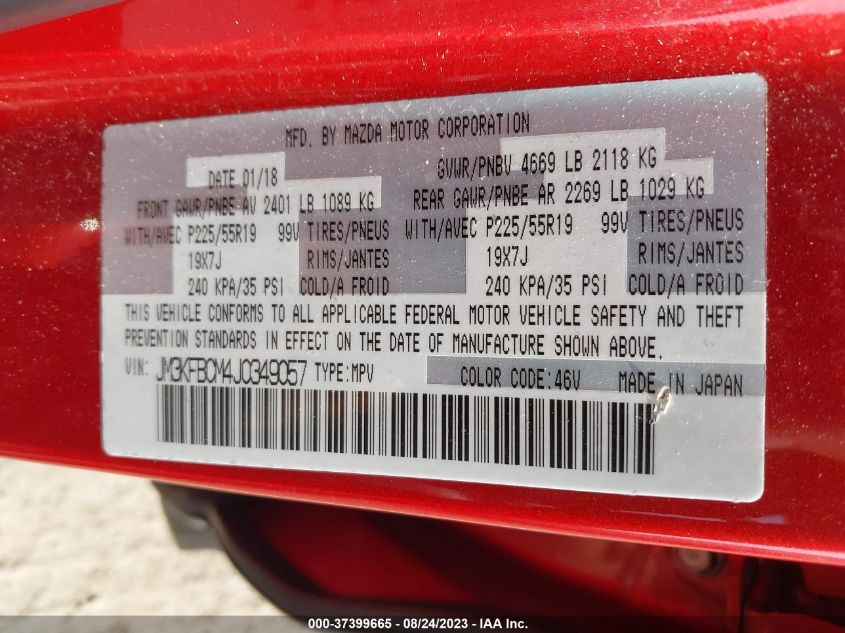 MFD. BY MAZDA MOTOR CORPORATION
DATE 01/18 GVWR/PNBV 4669 LB 2118 KG
FRONT GAWR/PNBE AV 2401 LB 1089 KG REAR GAWR/PNBE AR 2269 LB 1029 KG
WITH/AVEC P225/55R19 99V TIRES/PNEUS WITH/AVEC P225/55R19 99V TIRES/PNEUS
19X7J RIMS/JANTES 19X7J RIMS/JANTES
240 KPA/35 PSI COLD/A FROID 240 KPA/35 PSI COLD/A FROID
THIS VEHICLE CONFORMS TO ALL APPLICABLE FEDERAL MOTOR VEHICLE SAFETY AND THEFT
PREVENTION STANDARDS IN EFFECT ON THE DATE OF MANUFACTURE SHOWN ABOVE.
VIN: JM3KFBCM4J0349057 TYPE:MPV COLOR CODE:46V MADE IN JAPAN
000-37399665 - 08/24/2023 - IAA Inc.